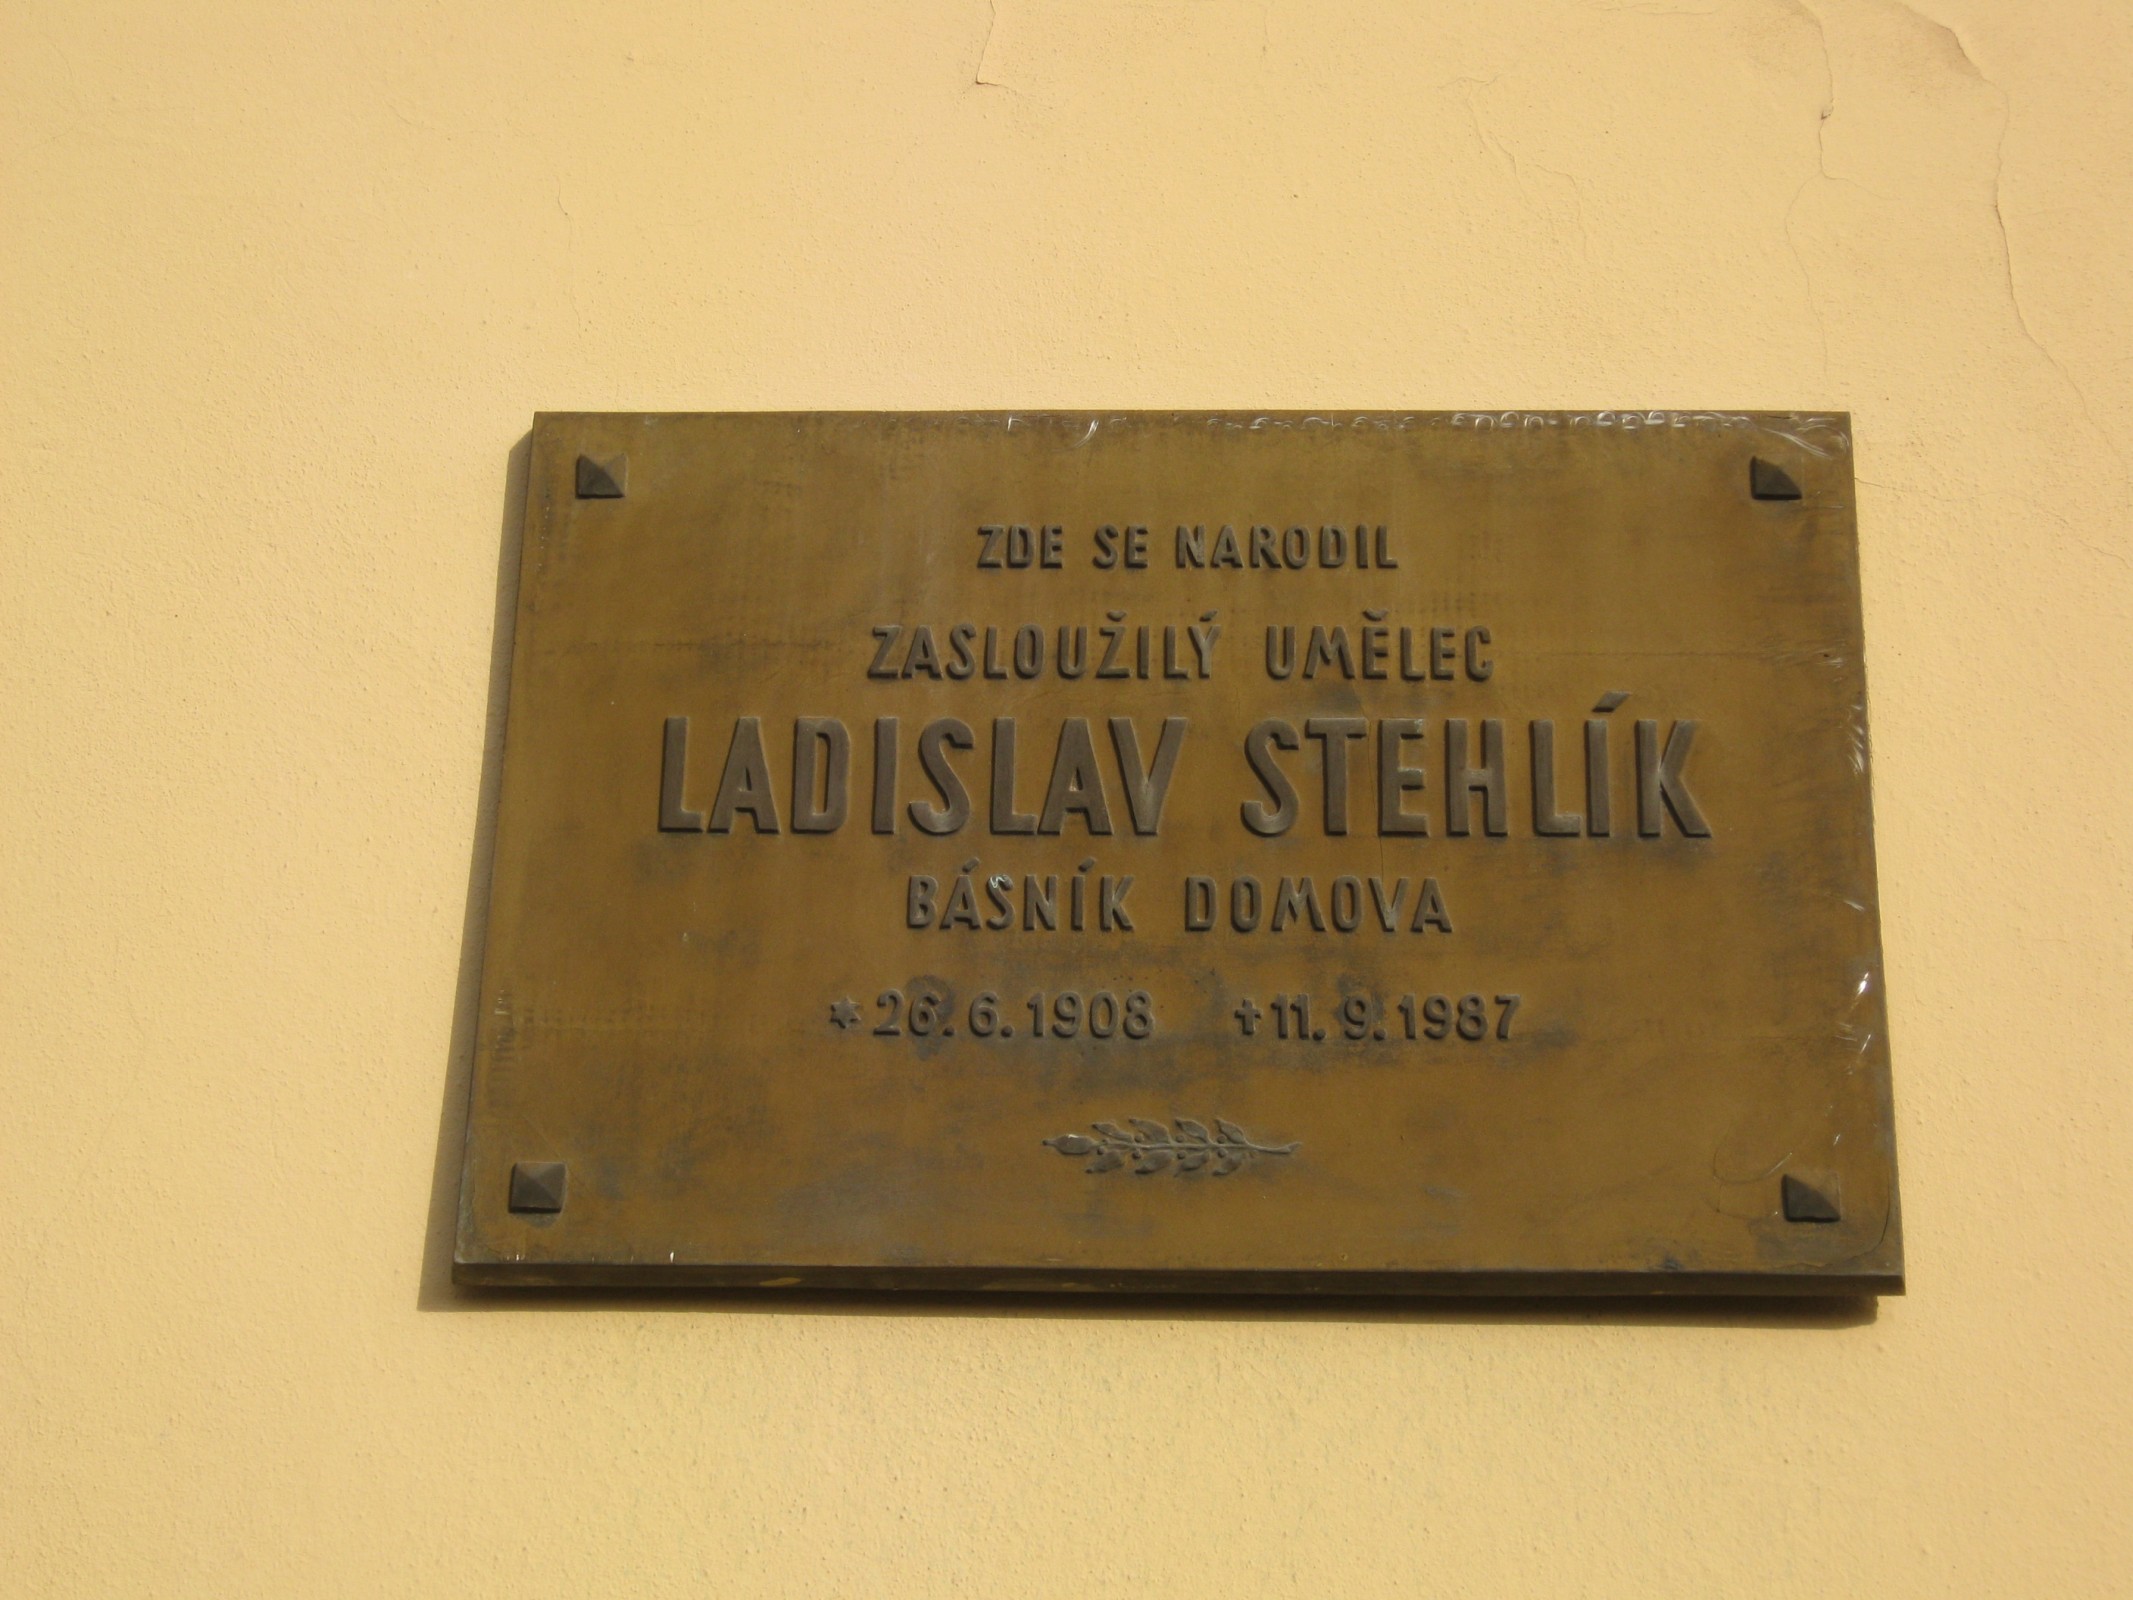 ZDE SE NARODIL
ZASLOUŽILÝ UMĚLEC
LADISLAV STEHLÍK
BÁSNÍK DOMOVA
*26.6.1908 +11.9.1987